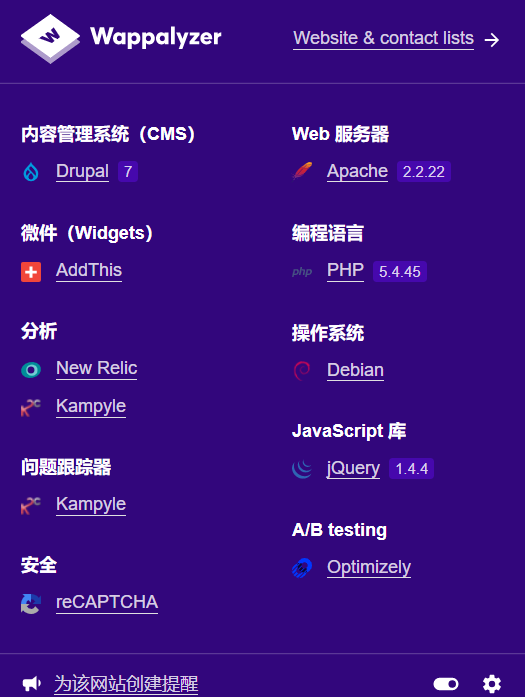 Wappalyzer
Website & contact lists →
内容管理系统（CMS）
Drupal 7
微件（Widgets）
AddThis
分析
New Relic
Kampyle
问题跟踪器
Kampyle
安全
reCAPTCHA
Web 服务器
Apache 2.2.22
编程语言
php PHP 5.4.45
操作系统
Debian
JavaScript 库
jQuery 1.4.4
A/B testing
Optimizely
为该网站创建提醒